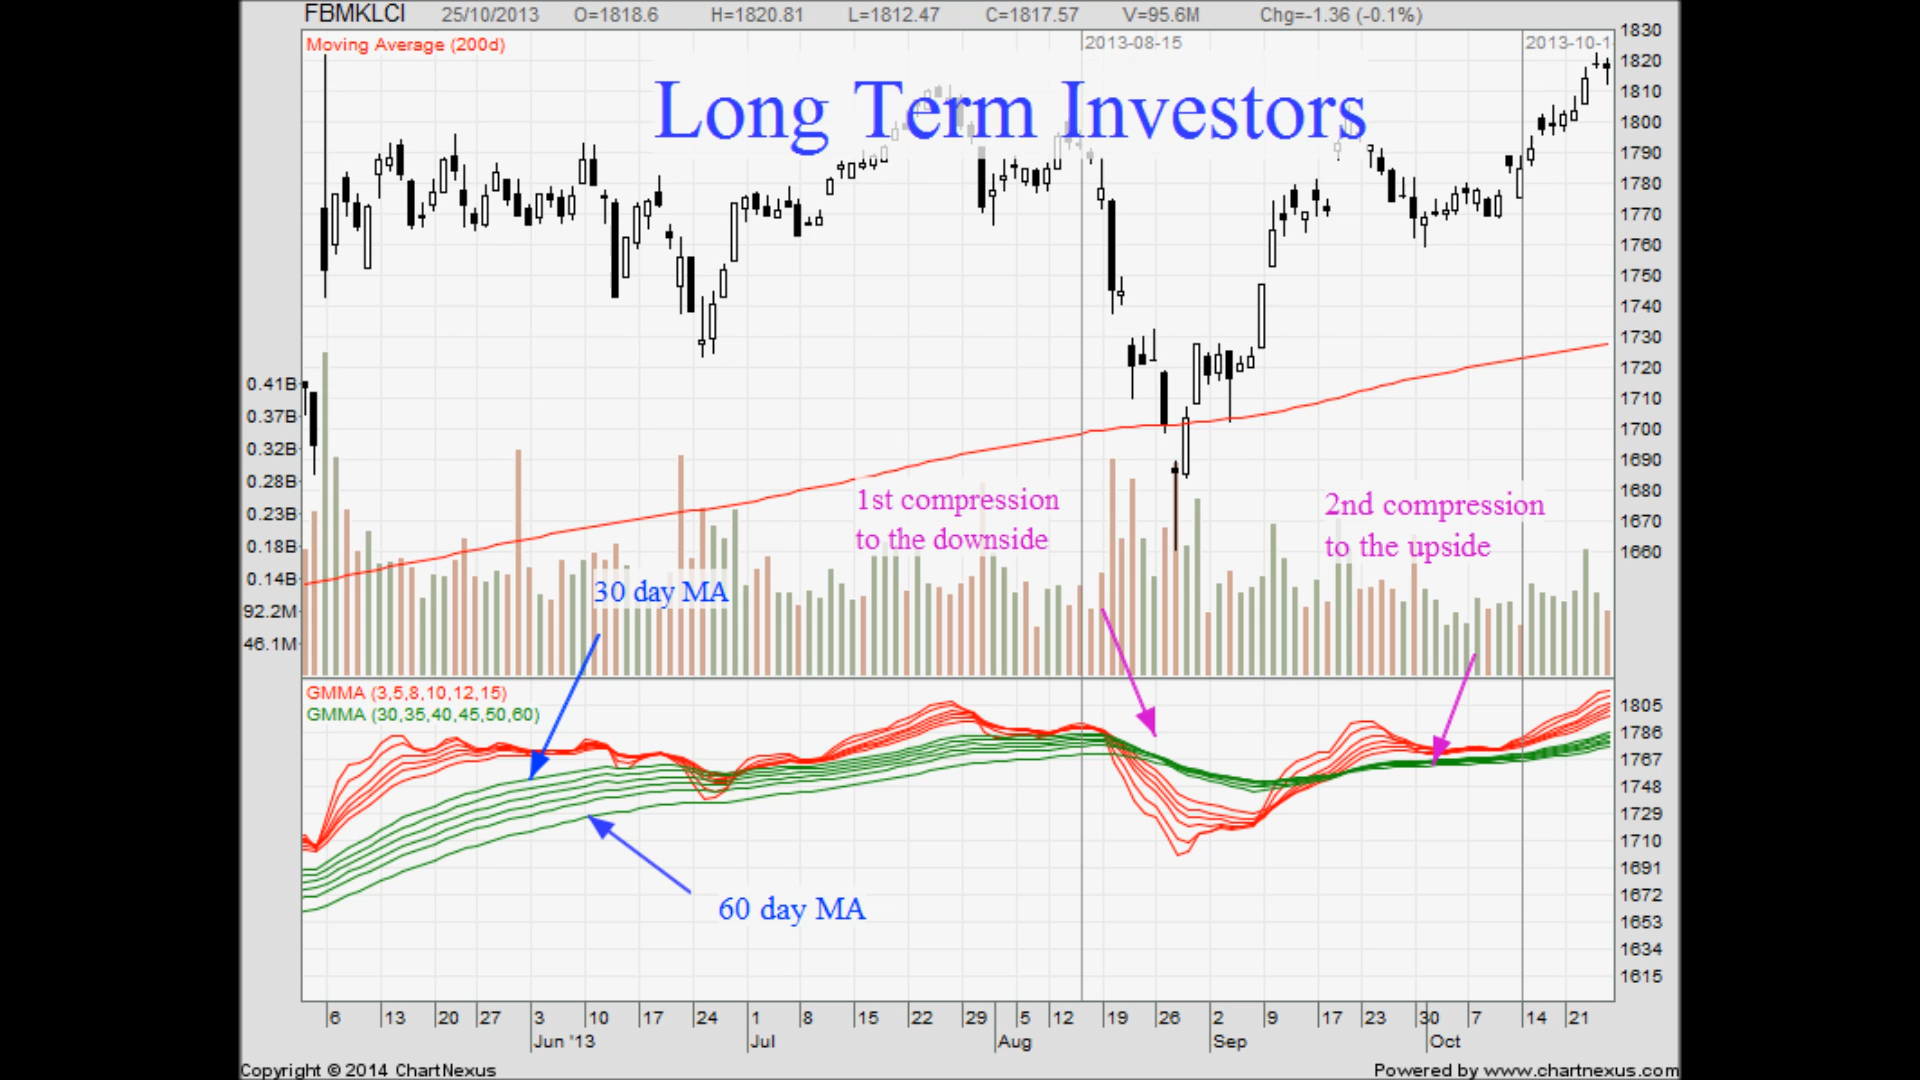 FBMKLCI 25/10/2013 O=1818.6 H=1820.81 L=1812.47 C=1817.57 V=95.6M Chg=-1.36 (-0.1%)
Moving Average (200d)
2013-08-15
2013-10-1
Long Term Investors
1830
1820
1810
1800
1790
1780
1770
1760
1750
1740
1730
1720
1710
1700
1690
1680
1670
1660
0.41B
0.37B
0.32B
0.28B
0.23B
0.18B
0.14B
92.2M
46.1M
1st compression
to the downside
2nd compression
to the upside
30 day MA
GMMA (3,5,8,10,12,15)
GMMA (30,35,40,45,50,60)
60 day MA
1805
1786
1767
1748
1729
1710
1691
1672
1653
1634
1615
6 13 20 27 3 10 17 24 1 8 15 22 29 5 12 19 26 2 9 17 23 30 7 14 21
Jun '13 Jul Aug Sep Oct
Copyright © 2014 ChartNexus
Powered by www.chartnexus.com